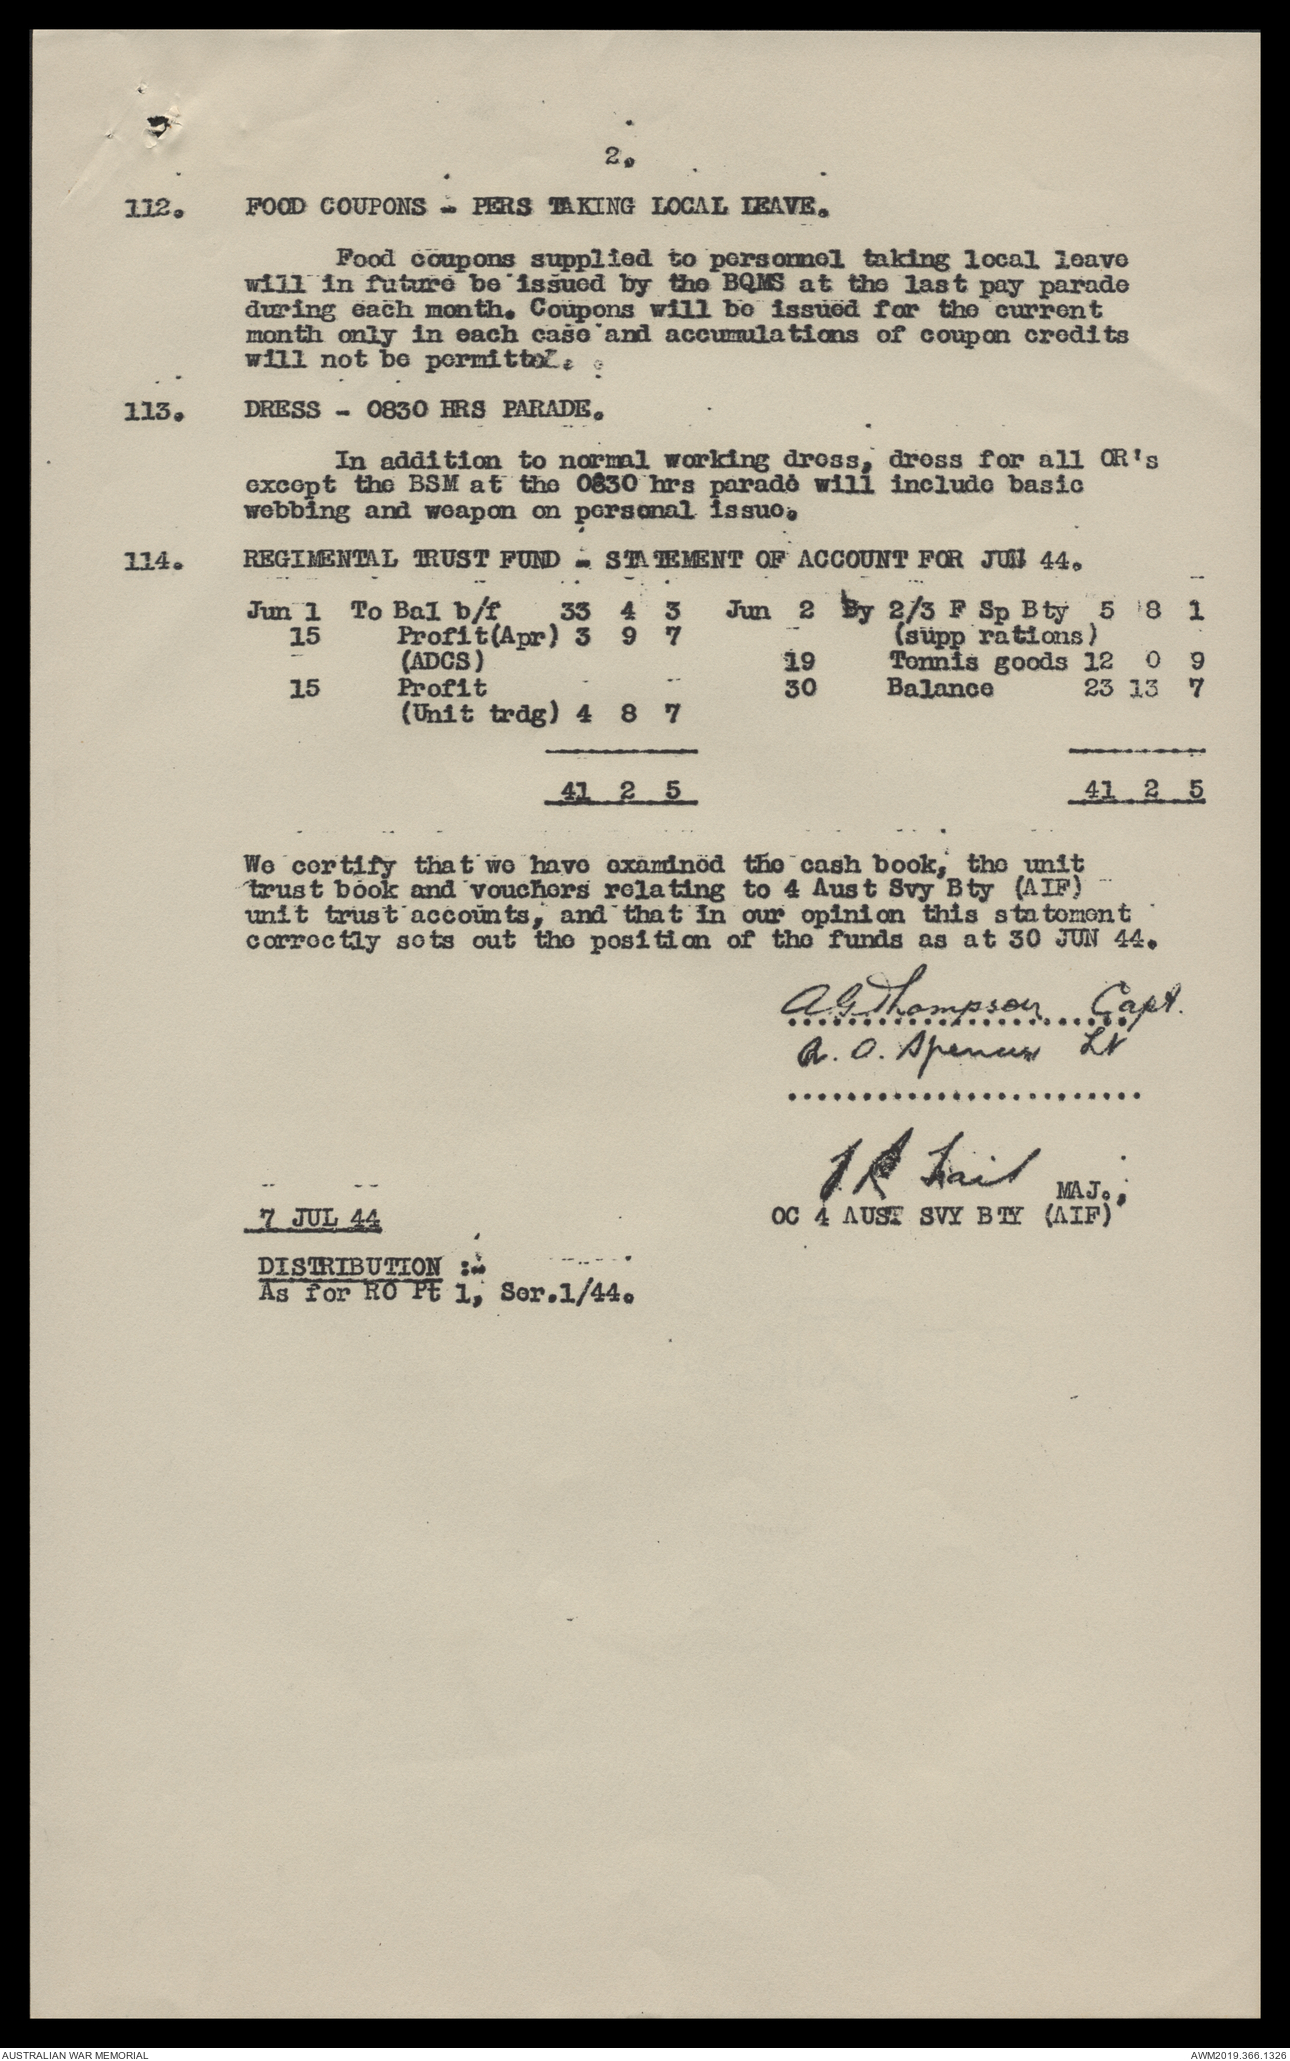 2.
112. FOOD COUPONS - PERS TAKING LOCAL LEAVE.
Food coupons supplied to personnel taking local leave
will in future be issued by the BQMS at the last pay parade
during each month. Coupons will be issued for the current
month only in each case and accumulations of coupon credits
will not be permitted.
113. DRESS - 0830 HRS PARADE.
In addition to normal working dress, dress for all OR's
except the BSM at the 0830 hrs parade will include basic
webbing and weapon on personal issue.
114. REGIMENTAL TRUST FUND - STATEMENT OF ACCOUNT FOR JUN 44.
Jun 1 To Bal b/f 33 4 3 Jun 2 By 2/3 F Sp Bty 5 8 1
15 Profit(Apr) 3 9 7 (supp rations)
(ADCS) 19 Tennis goods 12 0 9
15 Profit 30 Balance 23 13 7
(Unit trdg) 4 8 7
41 2 5 41 2 5
We certify that we have examined the cash book, the unit
trust book and vouchers relating to 4 Aust Svy Bty (AIF)
unit trust accounts, and that in our opinion this statement
correctly sets out the position of the funds as at 30 JUN 44.
AG Thompson Capt.
R. O. Spencer Lt
MAJ.,
7 JUL 44 OC 4 AUST SVY BTY (AIF)
DISTRIBUTION :-
As for RO Pt 1, Ser.1/44.
AUSTRALIAN WAR MEMORIAL AWM2019.366.1326